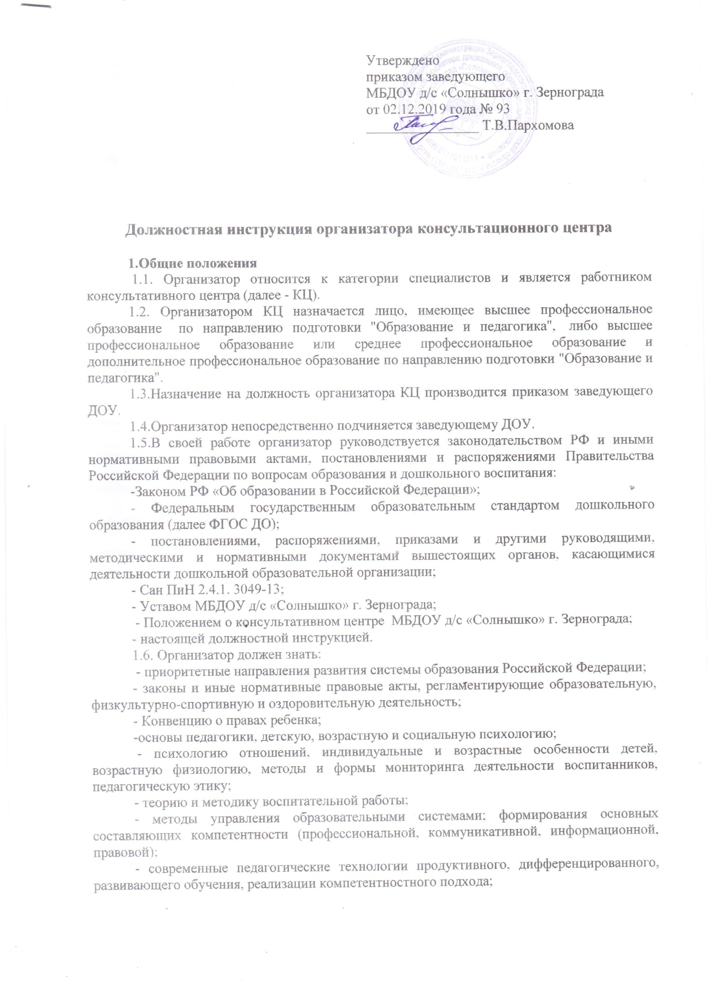 Утверждено
приказом заведующего
МБДОУ д/с «Солнышко» г. Зернограда
от 02.12.2019 года № 93
Т.В.Пархомова
Должностная инструкция организатора консультационного центра
1.Общие положения
1.1. Организатор относится к категории специалистов и является работником
консультативного центра (далее - КЦ).
1.2. Организатором КЦ назначается лицо, имеющее высшее профессиональное
образование по направлению подготовки "Образование и педагогика", либо высшее
профессиональное образование или среднее профессиональное образование и
дополнительное профессиональное образование по направлению подготовки "Образование и
педагогика".
1.3.Назначение на должность организатора КЦ производится приказом заведующего
ДОУ.
1.4.Организатор непосредственно подчиняется заведующему ДОУ.
1.5.В своей работе организатор руководствуется законодательством РФ и иными
нормативными правовыми актами, постановлениями и распоряжениями Правительства
Российской Федерации по вопросам образования и дошкольного воспитания:
-Законом РФ «Об образовании в Российской Федерации»;
- Федеральным государственным образовательным стандартом дошкольного
образования (далее ФГОС ДО);
- постановлениями, распоряжениями, приказами и другими руководящими,
методическими и нормативными документами вышестоящих органов, касающимися
деятельности дошкольной образовательной организации;
- Сан ПиН 2.4.1. 3049-13;
- Уставом МБДОУ д/с «Солнышко» г. Зернограда;
- Положением о консультативном центре МБДОУ д/с «Солнышко» г. Зернограда;
- настоящей должностной инструкцией.
1.6. Организатор должен знать:
- приоритетные направления развития системы образования Российской Федерации;
- законы и иные нормативные правовые акты, регламентирующие образовательную,
физкультурно-спортивную и оздоровительную деятельность;
- Конвенцию о правах ребенка;
-основы педагогики, детскую, возрастную и социальную психологию;
- психологию отношений, индивидуальные и возрастные особенности детей,
возрастную физиологию, методы и формы мониторинга деятельности воспитанников,
педагогическую этику;
- теорию и методику воспитательной работы;
- методы управления образовательными системами; формирования основных
составляющих компетентности (профессиональной, коммуникативной, информационной,
правовой);
- современные педагогические технологии продуктивного, дифференцированного,
развивающего обучения, реализации компетентностного подхода;